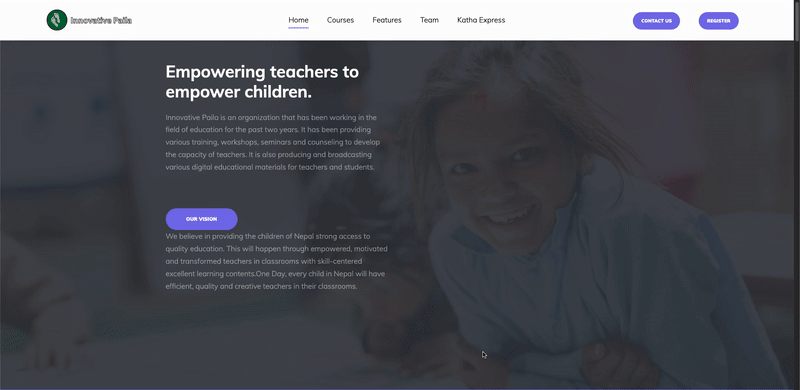 Innovative Paila
Home Courses Features Team Katha Express
CONTACT US REGISTER
Empowering teachers to
empower children.
Innovative Paila is an organization that has been working in the
field of education for the past two years. It has been providing
various training, workshops, seminars and counseling to develop
the capacity of teachers. It is also producing and broadcasting
various digital educational materials for teachers and students.
OUR VISION
We believe in providing the children of Nepal strong access to
quality education. This will happen through empowered, motivated
and transformed teachers in classrooms with skill-centered
excellent learning contents.One Day, every child in Nepal will have
efficient, quality and creative teachers in their classrooms.